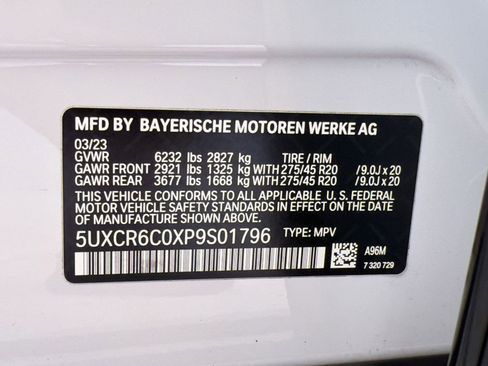 MFD BY BAYERISCHE MOTOREN WERKE AG
03/23
GVWR 6232 lbs 2827 kg TIRE / RIM
GAWR FRONT 2921 lbs 1325 kg WITH 275/45 R20 /9.0J x 20
GAWR REAR 3677 lbs 1668 kg WITH 275/45 R20 /9.0J x 20
THIS VEHICLE CONFORMS TO ALL APPLICABLE U.S. FEDERAL
MOTOR VEHICLE SAFETY STANDARDS IN EFFECT ON THE
DATE OF MANUFACTURE SHOWN ABOVE.
5UXCR6C0XP9S01796 TYPE: MPV
A96M
7 320 729